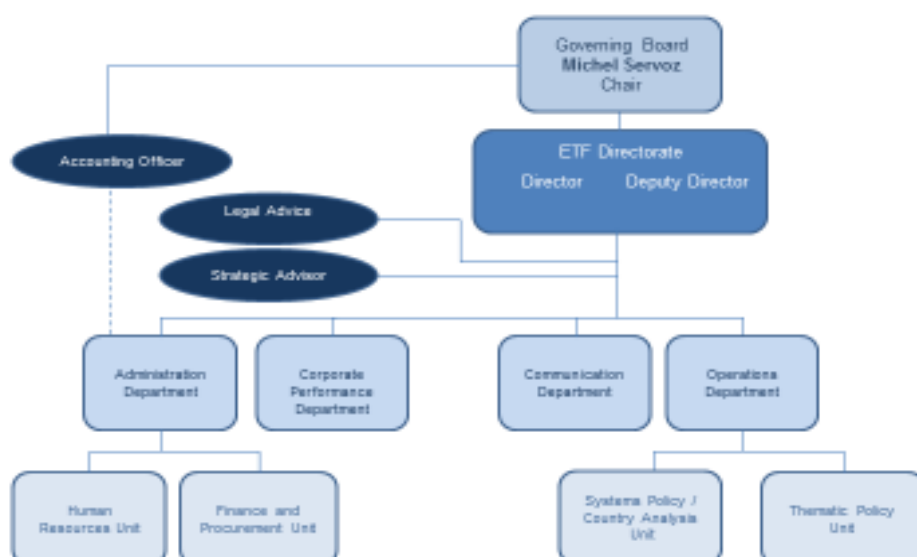 Governing Board
Michel Servoz
Chair
ETF Directorate
Director Deputy Director
Accounting Officer
Legal Advice
Strategic Advisor
Administration
Department
Corporate
Performance
Department
Communication
Department
Operations
Department
Human
Resources Unit
Finance and
Procurement Unit
Systems Policy /
Country Analysis
Unit
Thematic Policy
Unit